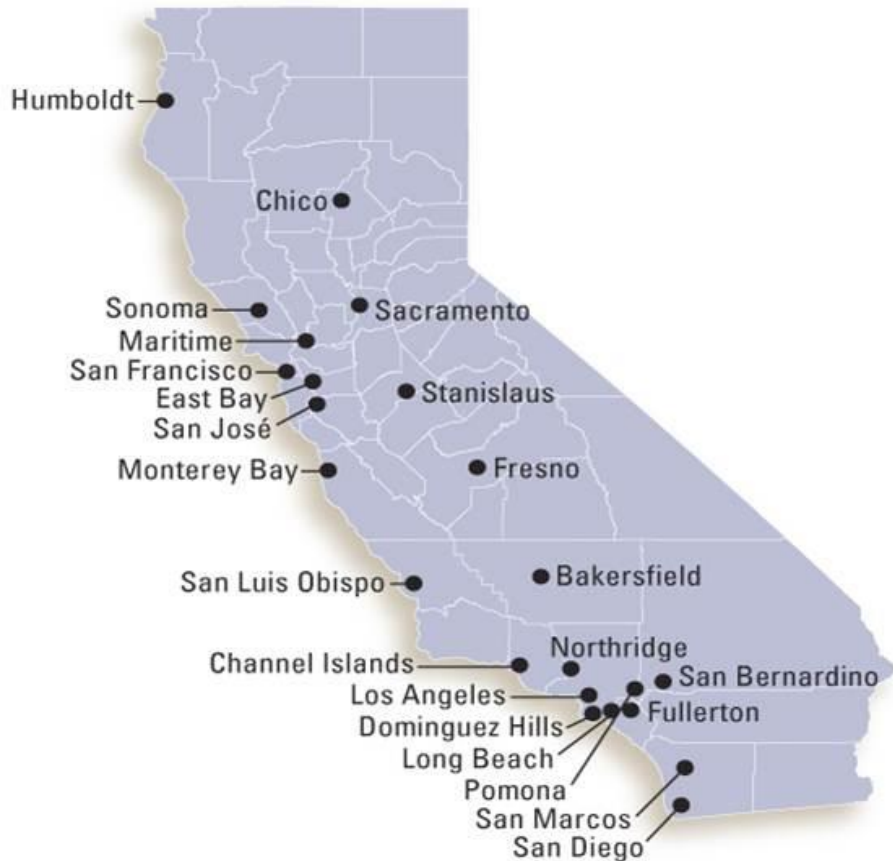 Humboldt
Chico
Sonoma
Sacramento
Maritime
San Francisco
East Bay
Stanislaus
San José
Monterey Bay
Fresno
San Luis Obispo
Bakersfield
Northridge
Channel Islands
San Bernardino
Los Angeles
Fullerton
Dominguez Hills
Long Beach
Pomona
San Marcos
San Diego